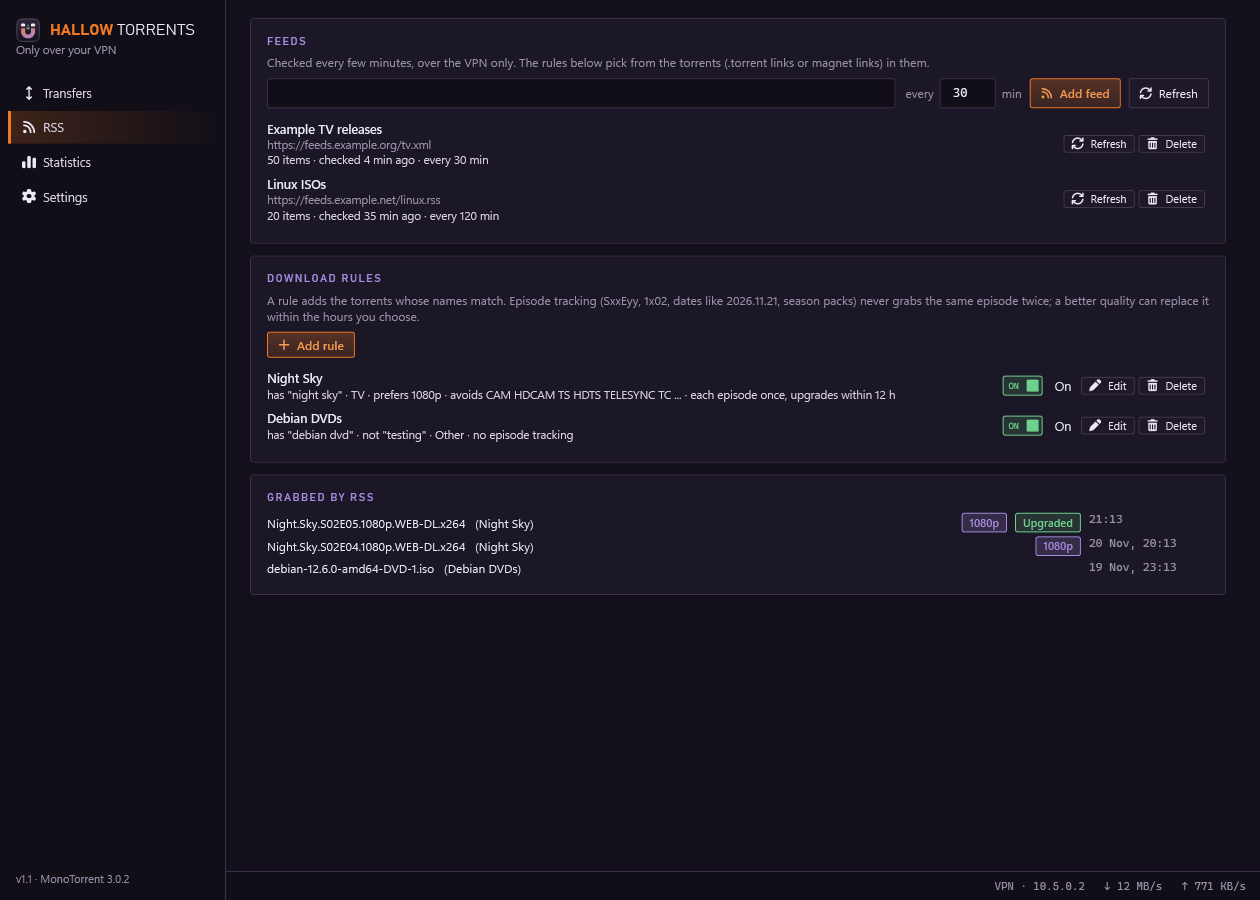 HALLOW TORRENTS
Only over your VPN
Transfers
RSS
Statistics
Settings
v1.1 · MonoTorrent 3.0.2
FEEDS
Checked every few minutes, over the VPN only. The rules below pick from the torrents (.torrent links or magnet links) in them.
every 30 min Add feed Refresh
Example TV releases
https://feeds.example.org/tv.xml
50 items · checked 4 min ago · every 30 min
Refresh Delete
Linux ISOs
https://feeds.example.net/linux.rss
20 items · checked 35 min ago · every 120 min
Refresh Delete
DOWNLOAD RULES
A rule adds the torrents whose names match. Episode tracking (SxxEyy, 1x02, dates like 2026.11.21, season packs) never grabs the same episode twice; a better quality can replace it
within the hours you choose.
Add rule
Night Sky
has "night sky" · TV · prefers 1080p · avoids CAM HDCAM TS HDTS TELESYNC TC ... · each episode once, upgrades within 12 h
ON On Edit Delete
Debian DVDs
has "debian dvd" · not "testing" · Other · no episode tracking
ON On Edit Delete
GRABBED BY RSS
Night.Sky.S02E05.1080p.WEB-DL.x264 (Night Sky) 1080p Upgraded 21:13
Night.Sky.S02E04.1080p.WEB-DL.x264 (Night Sky) 1080p 20 Nov, 20:13
debian-12.6.0-amd64-DVD-1.iso (Debian DVDs) 19 Nov, 23:13
VPN · 10.5.0.2 ↓ 12 MB/s ↑ 771 KB/s